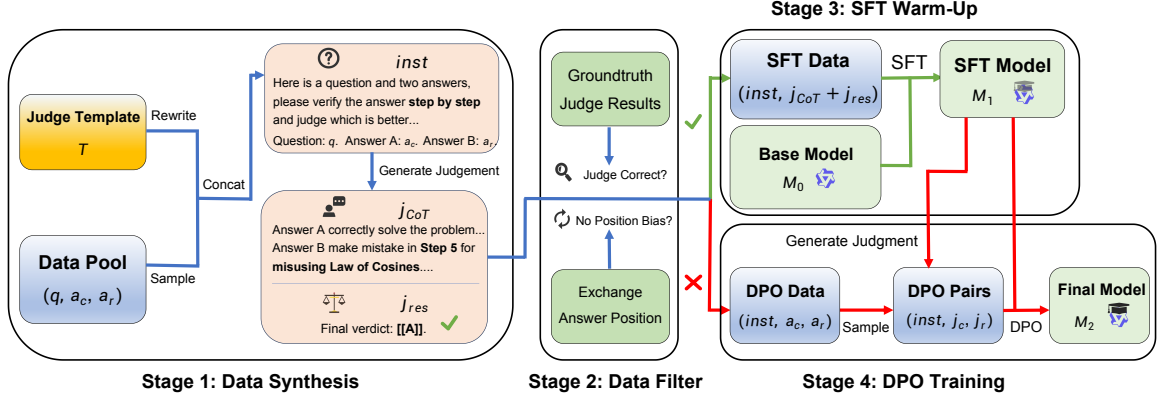 Stage 3: SFT Warm-Up
Judge Template
T
Rewrite
Concat
Data Pool
(q, a_c, a_r)
Sample
inst
Here is a question and two answers,
please verify the answer step by step
and judge which is better...
Question: q. Answer A: a_c. Answer B: a_r.
Generate Judgement
j_CoT
Answer A correctly solve the problem...
Answer B make mistake in Step 5 for
misusing Law of Cosines....
j_res
Final verdict: [[A]].
Stage 1: Data Synthesis
Groundtruth
Judge Results
Judge Correct?
No Position Bias?
Exchange
Answer Position
Stage 2: Data Filter
SFT Data
(inst, j_CoT + j_res)
SFT
SFT Model
M_1
Base Model
M_0
Generate Judgment
DPO Data
(inst, a_c, a_r)
Sample
DPO Pairs
(inst, j_c, j_r)
DPO
Final Model
M_2
Stage 4: DPO Training